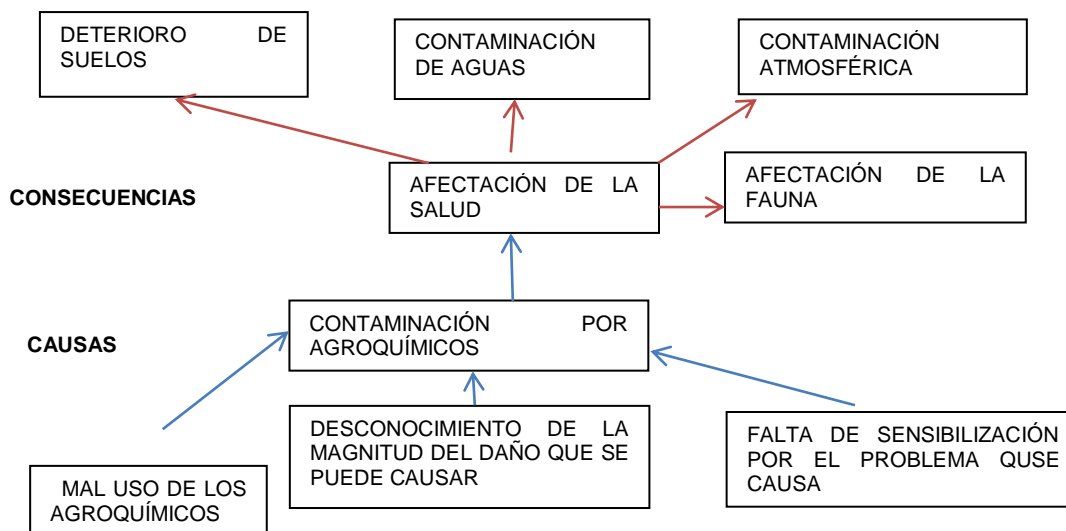 DETERIORO DE
SUELOS
CONTAMINACIÓN
DE AGUAS
CONTAMINACIÓN
ATMOSFÉRICA
CONSECUENCIAS
AFECTACIÓN DE LA
SALUD
AFECTACIÓN DE LA
FAUNA
CAUSAS
CONTAMINACIÓN POR
AGROQUÍMICOS
MAL USO DE LOS
AGROQUÍMICOS
DESCONOCIMIENTO DE LA
MAGNITUD DEL DAÑO QUE SE
PUEDE CAUSAR
FALTA DE SENSIBILIZACIÓN
POR EL PROBLEMA QUSE
CAUSA